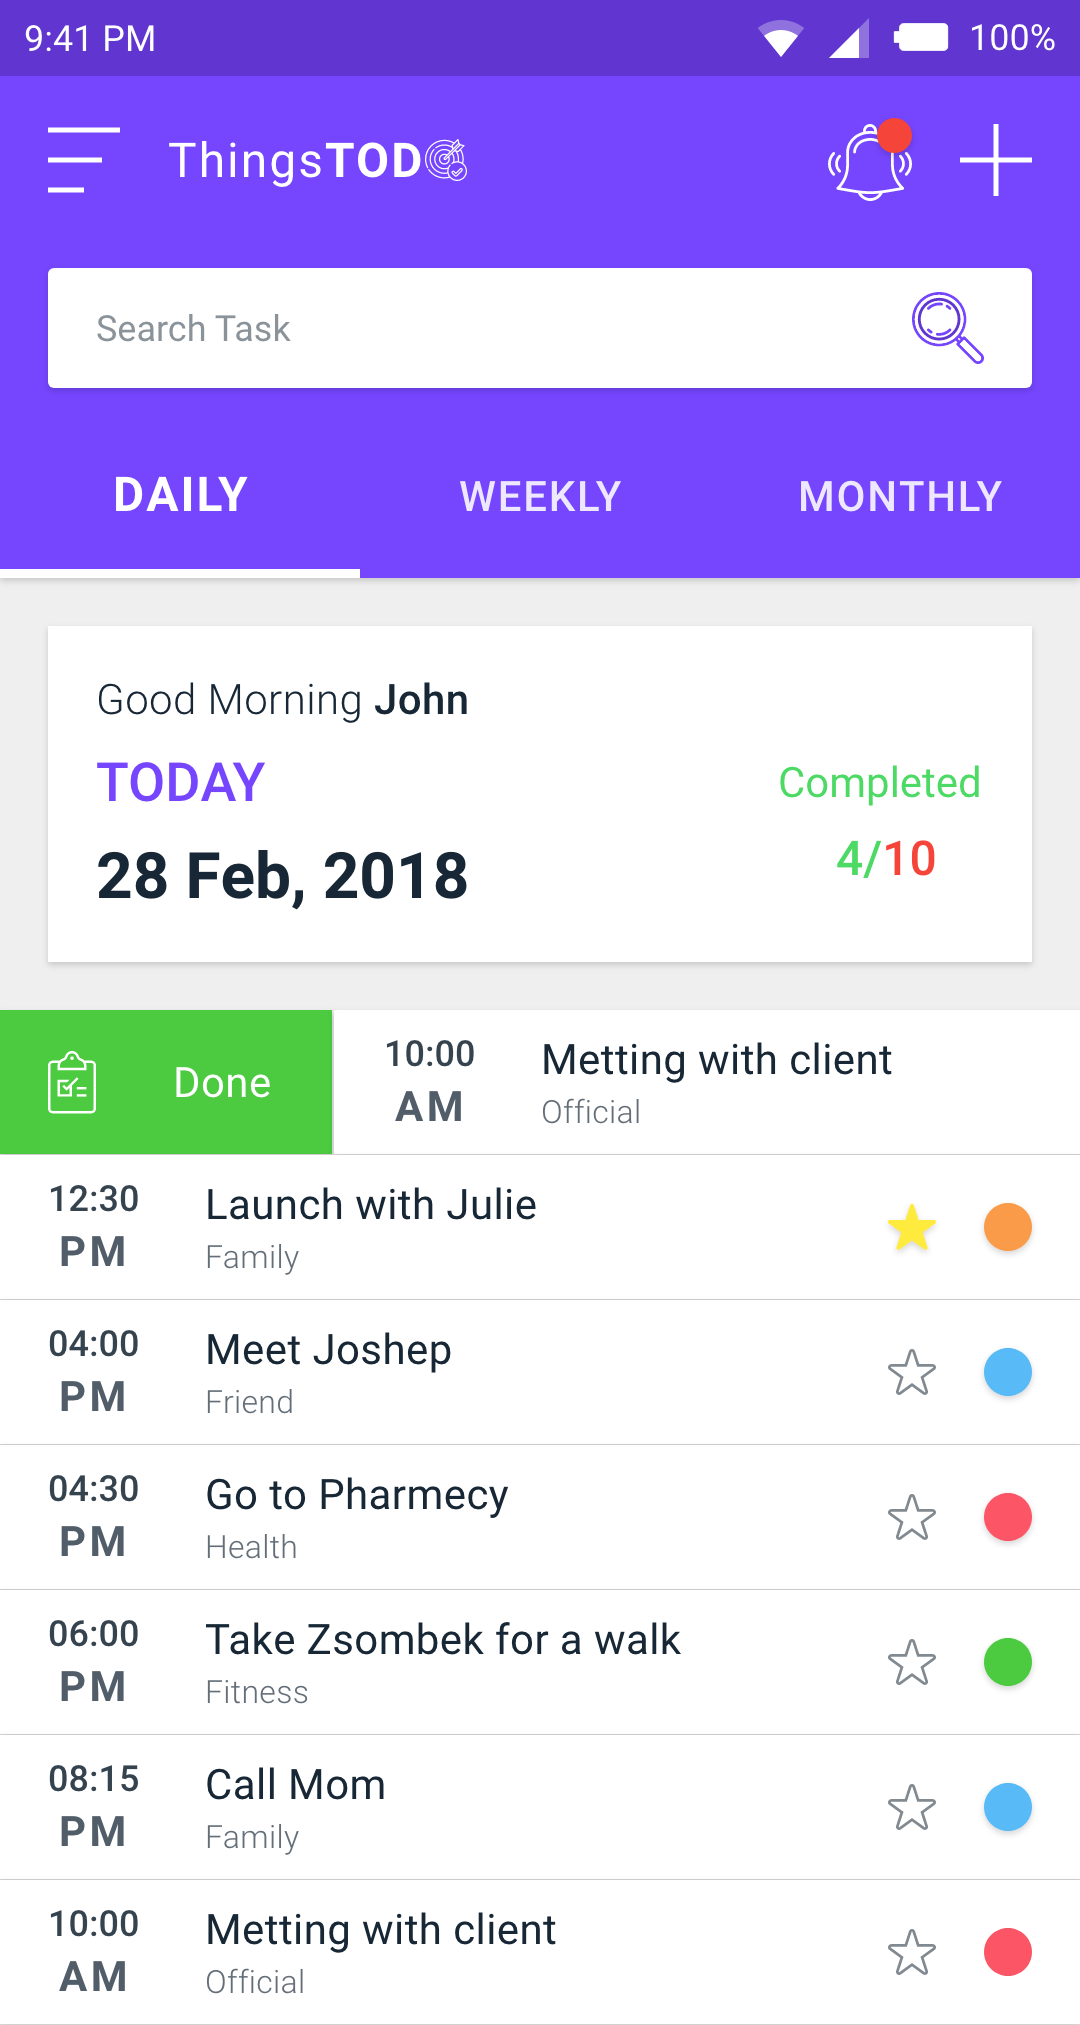 9:41 PM 100%
ThingsTODO
Search Task
DAILY WEEKLY MONTHLY
Good Morning John
TODAY
Completed
28 Feb, 2018
4/10
Done
10:00 AM
Metting with client
Official
12:30 PM
Launch with Julie
Family
04:00 PM
Meet Joshep
Friend
04:30 PM
Go to Pharmecy
Health
06:00 PM
Take Zsombek for a walk
Fitness
08:15 PM
Call Mom
Family
10:00 AM
Metting with client
Official